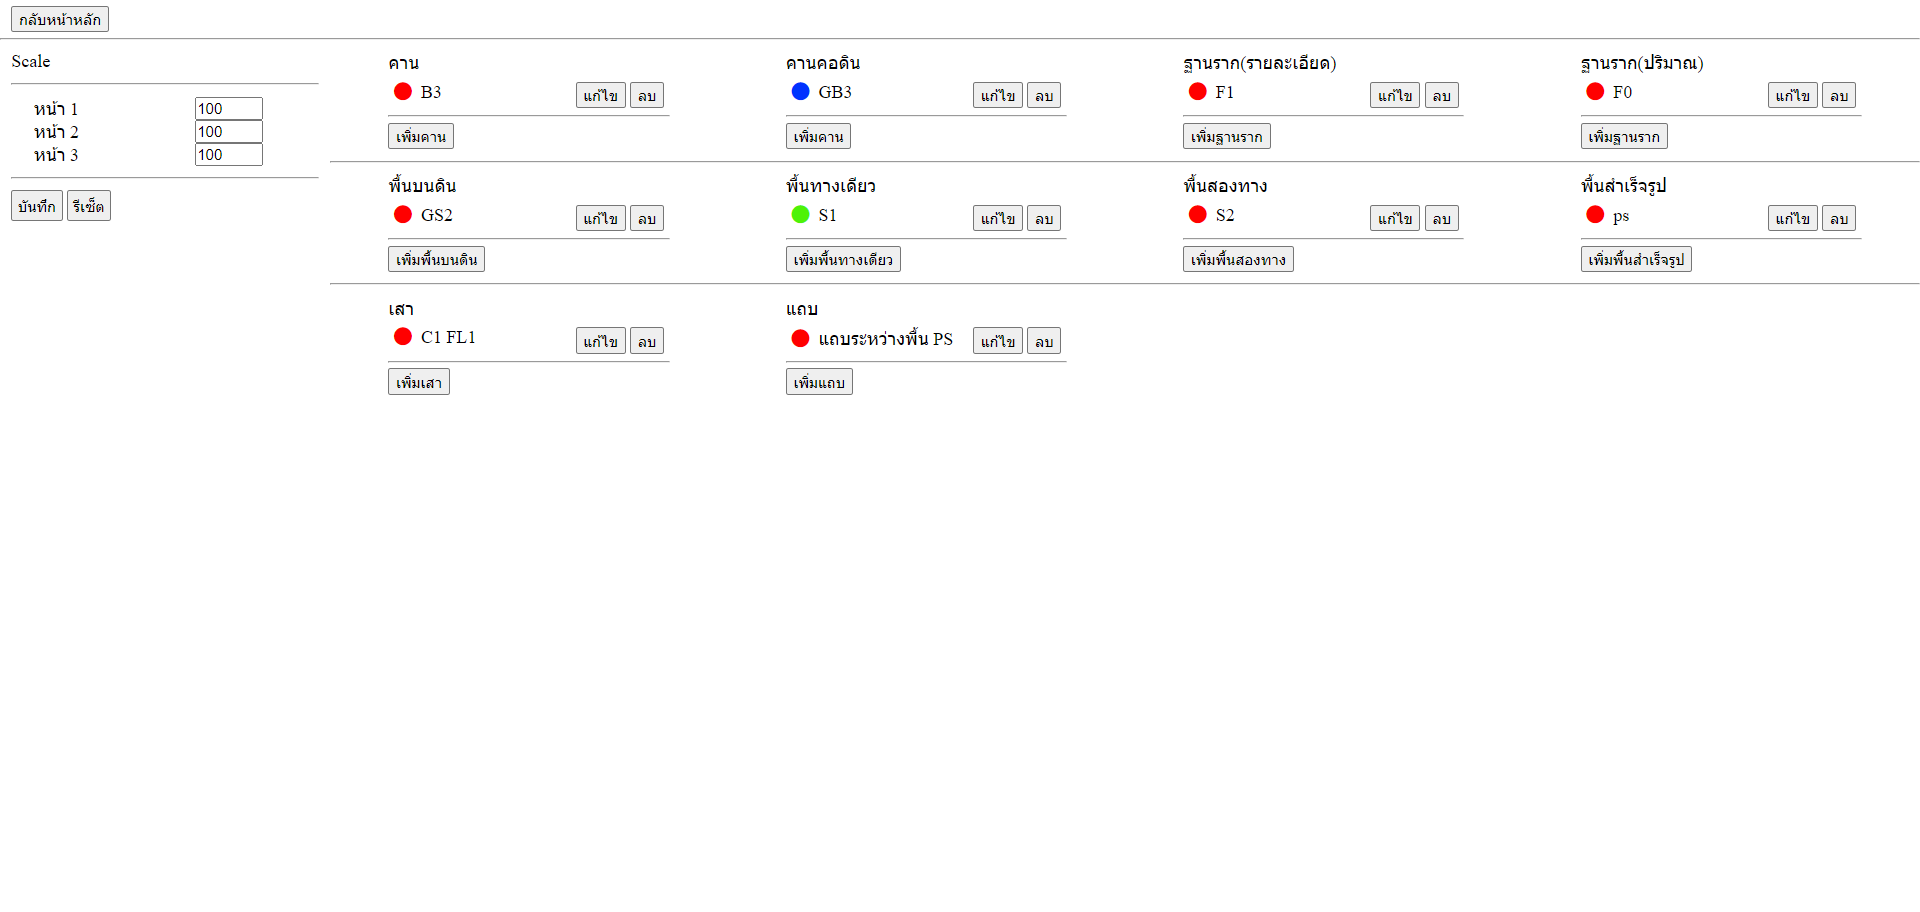 กลับหน้าหลัก
Scale
หน้า 1 100
หน้า 2 100
หน้า 3 100
บันทึก รีเซ็ต
คาน คานคอดิน ฐานราก(รายละเอียด) ฐานราก(ปริมาณ)
B3 แก้ไข ลบ GB3 แก้ไข ลบ F1 แก้ไข ลบ F0 แก้ไข ลบ
เพิ่มคาน เพิ่มคาน เพิ่มฐานราก เพิ่มฐานราก
พื้นบนดิน พื้นทางเดียว พื้นสองทาง พื้นสำเร็จรูป
GS2 แก้ไข ลบ S1 แก้ไข ลบ S2 แก้ไข ลบ ps แก้ไข ลบ
เพิ่มพื้นบนดิน เพิ่มพื้นทางเดียว เพิ่มพื้นสองทาง เพิ่มพื้นสำเร็จรูป
เสา แถบ
C1 FL1 แก้ไข ลบ แถบระหว่างพื้น PS แก้ไข ลบ
เพิ่มเสา เพิ่มแถบ